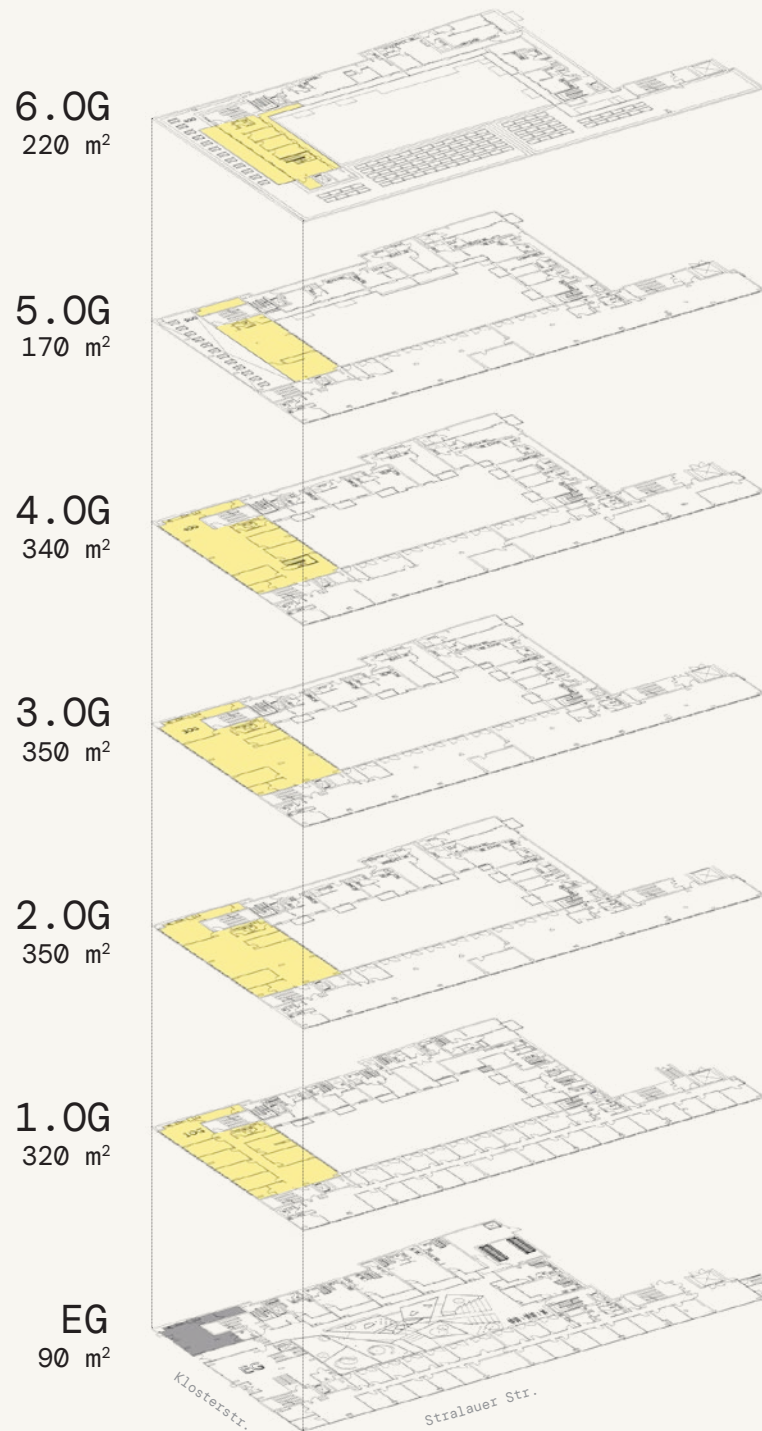 6.OG
220 m²
5.OG
170 m²
4.OG
340 m²
3.OG
350 m²
2.OG
350 m²
1.OG
320 m²
EG
90 m²
Klosterstr.
Stralauer Str.